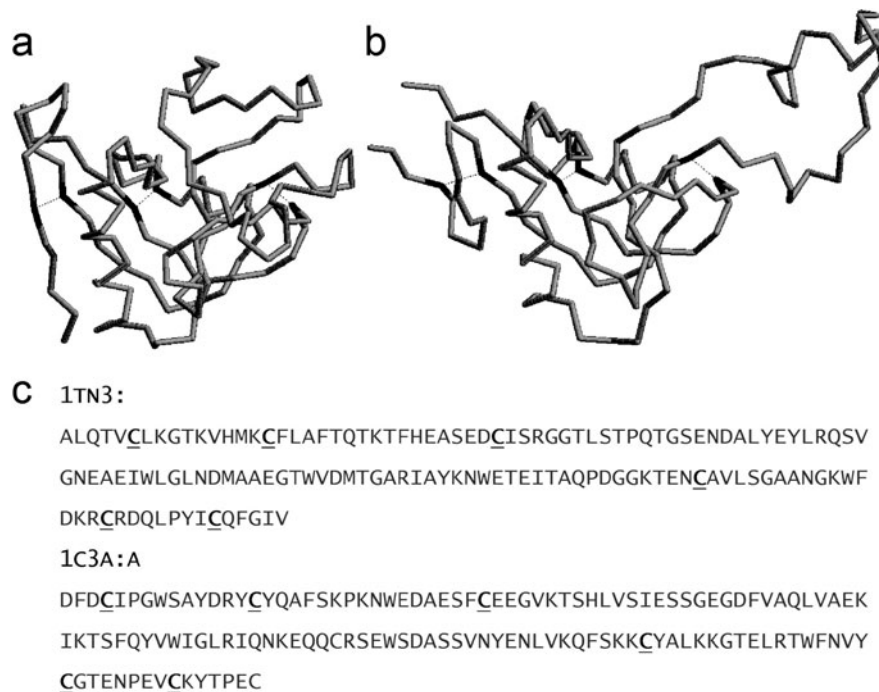 a
b
c
1TN3:
ALQTVCLKGTKVHMKCFLAFTQTKTFHEASEDCISRGGTLSTPQTGSENDALYEYLRQSV
GNEAEIWLGLNDMAAEGTWVDMTGARIAYKNWETEITAQPDGGKTENCAVLSGAANGKWF
DKRCRDQLPYICQFGIV
1C3A:A
DFDCIPGWSAYDRYCYQAFSKPKNWEDAESFCEEGVKTSHLVSIESSGEGDFVAQLVAEK
IKTSFQYVWIGLRIQNKEQQCRSEWSDASSVNYENLVKQFSKKCYALKKGTELRTWFNVY
CGTENPEVCKYTPEC